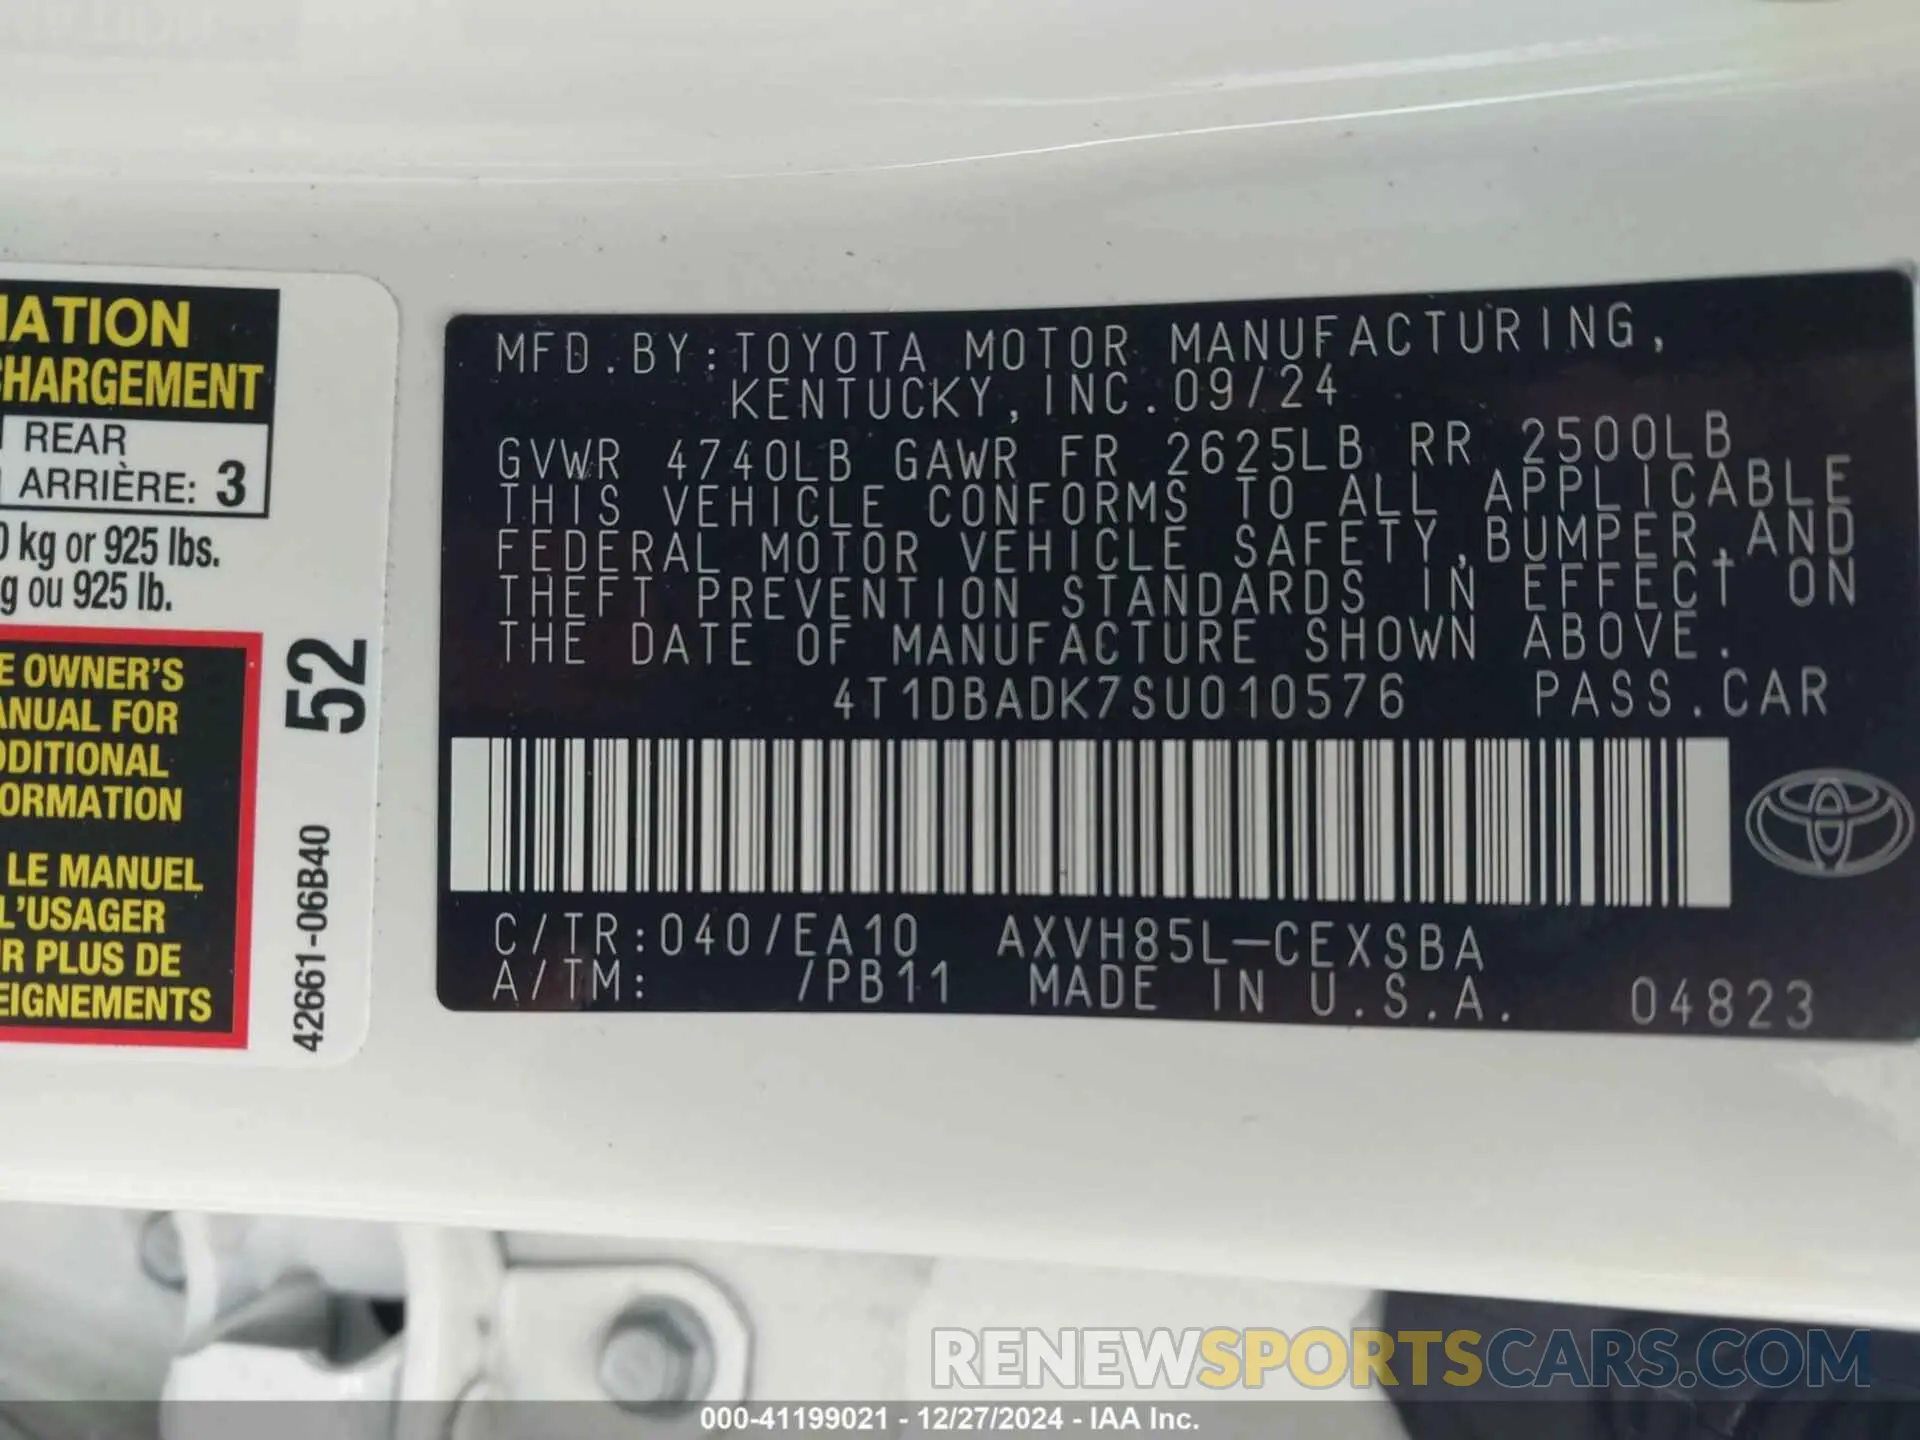 MATION
CHARGEMENT
REAR
ARRIÈRE: 3
0 kg or 925 lbs.
g ou 925 lb.
E OWNER'S
ANUAL FOR
DDITIONAL
FORMATION
LE MANUEL
L'USAGER
R PLUS DE
EIGNEMENTS
52
42661-06B40
MFD.BY:TOYOTA MOTOR MANUFACTURING,
KENTUCKY,INC.09/24
GVWR 4740LB GAWR FR 2625LB RR 2500LB
THIS VEHICLE CONFORMS TO ALL APPLICABLE
FEDERAL MOTOR VEHICLE SAFETY,BUMPER,AND
THEFT PREVENTION STANDARDS IN EFFECT ON
THE DATE OF MANUFACTURE SHOWN ABOVE.
4T1DBADK7SU010576 PASS.CAR
C/TR:040/EA10 AXVH85L-CEXSBA
A/TM: /PB11 MADE IN U.S.A. 04823
RENEWSPORTSCARS.COM
000-41199021 - 12/27/2024 - IAA Inc.